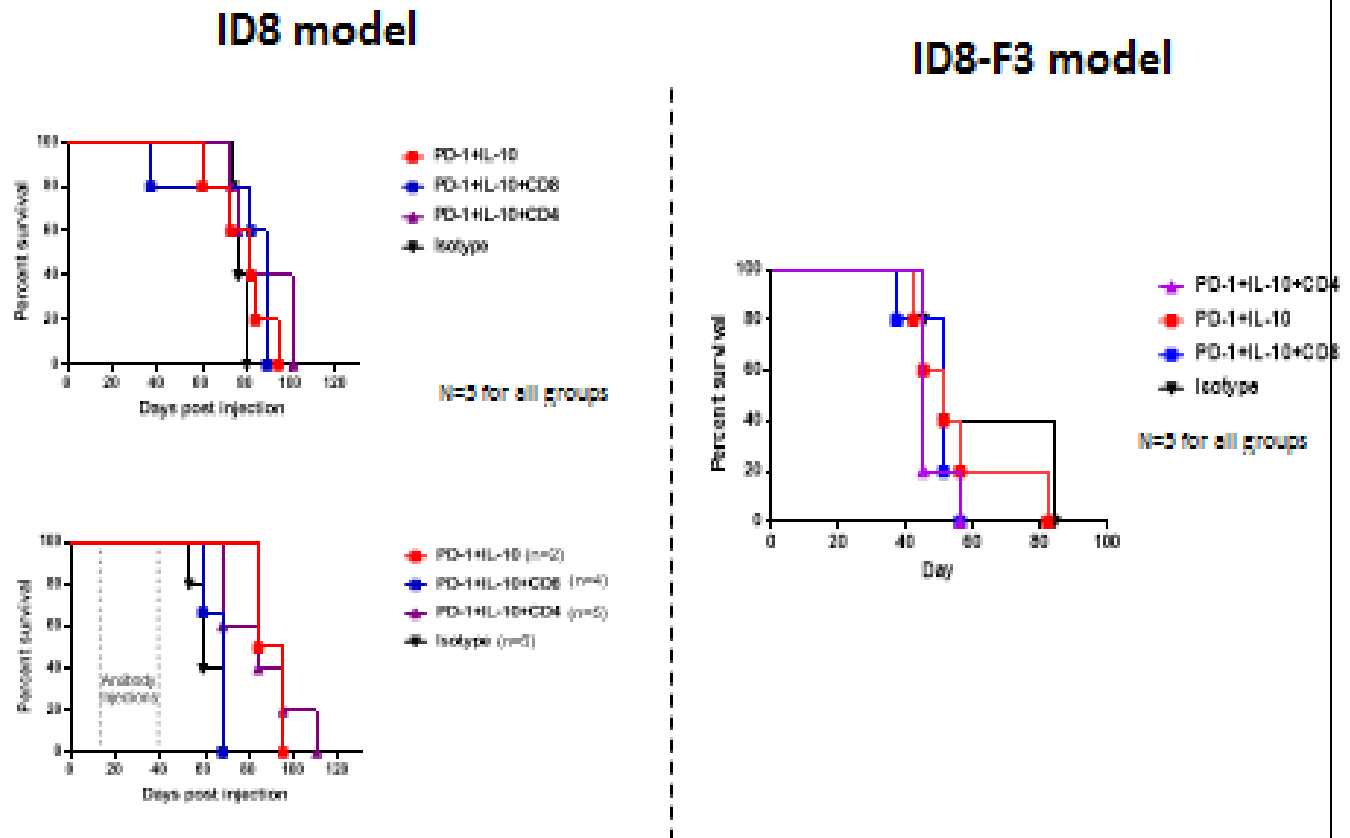 ID8 model
ID8-F3 model
Percent survival
100
80
60
40
20
0
0 20 40 60 80 100 120
Days post injection
PD-1+IL-10
PD-1+IL-10+CD8
PD-1+IL-10+CD4
Isotype
N=5 for all groups
Percent survival
100
80
60
40
20
0
Antibody
injections
0 20 40 60 80 100 120
Days post injection
PD-1+IL-10 (n=2)
PD-1+IL-10+CD8 (n=4)
PD-1+IL-10+CD4 (n=5)
Isotype (n=5)
Percent survival
100
80
60
40
20
0
0 20 40 60 80 100
Day
PD-1+IL-10+CD4
PD-1+IL-10
PD-1+IL-10+CD8
Isotype
N=5 for all groups